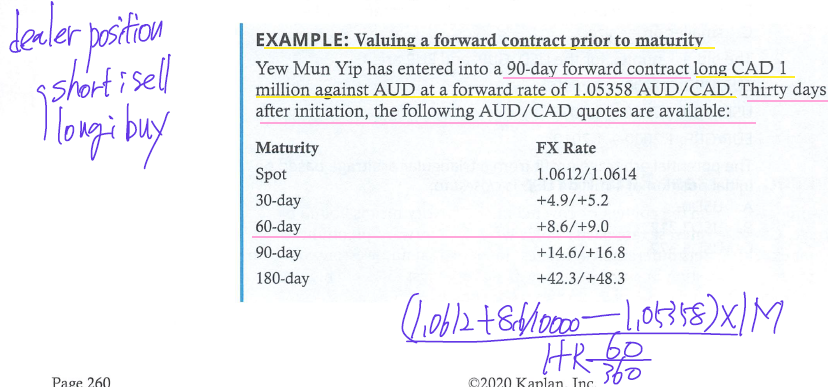 dealer position
short: sell
long: buy
EXAMPLE: Valuing a forward contract prior to maturity
Yew Mun Yip has entered into a 90-day forward contract long CAD 1
million against AUD at a forward rate of 1.05358 AUD/CAD. Thirty days
after initiation, the following AUD/CAD quotes are available:
Maturity FX Rate
Spot 1.0612/1.0614
30-day +4.9/+5.2
60-day +8.6/+9.0
90-day +14.6/+16.8
180-day +42.3/+48.3
(1.0612+8.6/10000-1.05358)×1M
1+R 60
360
Page 260
©2020 Kaplan, Inc.